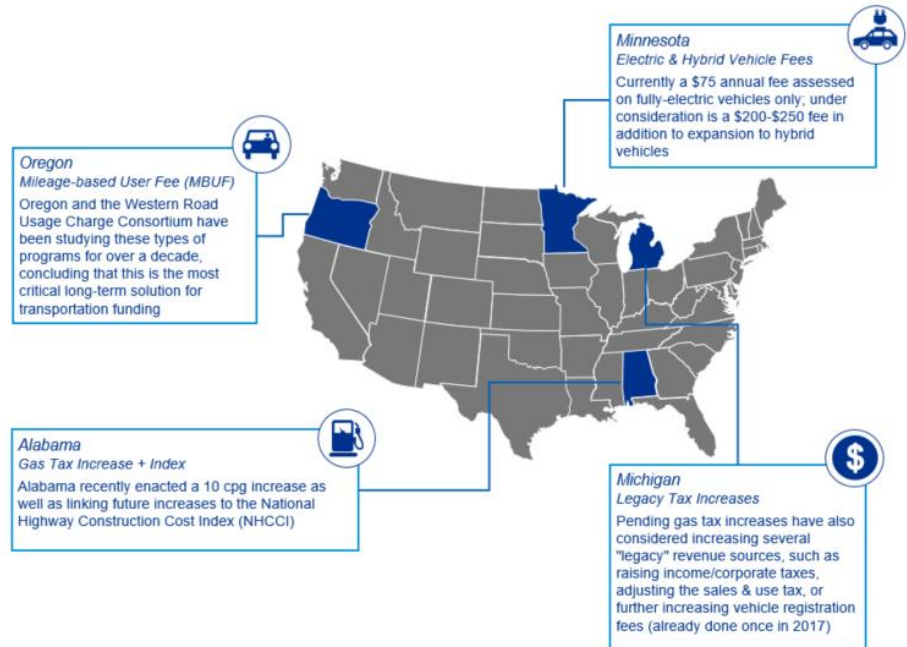 Minnesota
Electric & Hybrid Vehicle Fees
Currently a $75 annual fee assessed
on fully-electric vehicles only; under
consideration is a $200-$250 fee in
addition to expansion to hybrid
vehicles
Oregon
Mileage-based User Fee (MBUF)
Oregon and the Western Road
Usage Charge Consortium have
been studying these types of
programs for over a decade,
concluding that this is the most
critical long-term solution for
transportation funding
Alabama
Gas Tax Increase + Index
Alabama recently enacted a 10 cpg increase as
well as linking future increases to the National
Highway Construction Cost Index (NHCCI)
$
Michigan
Legacy Tax Increases
Pending gas tax increases have also
considered increasing several
"legacy" revenue sources, such as
raising income/corporate taxes,
adjusting the sales & use tax, or
further increasing vehicle registration
fees (already done once in 2017)